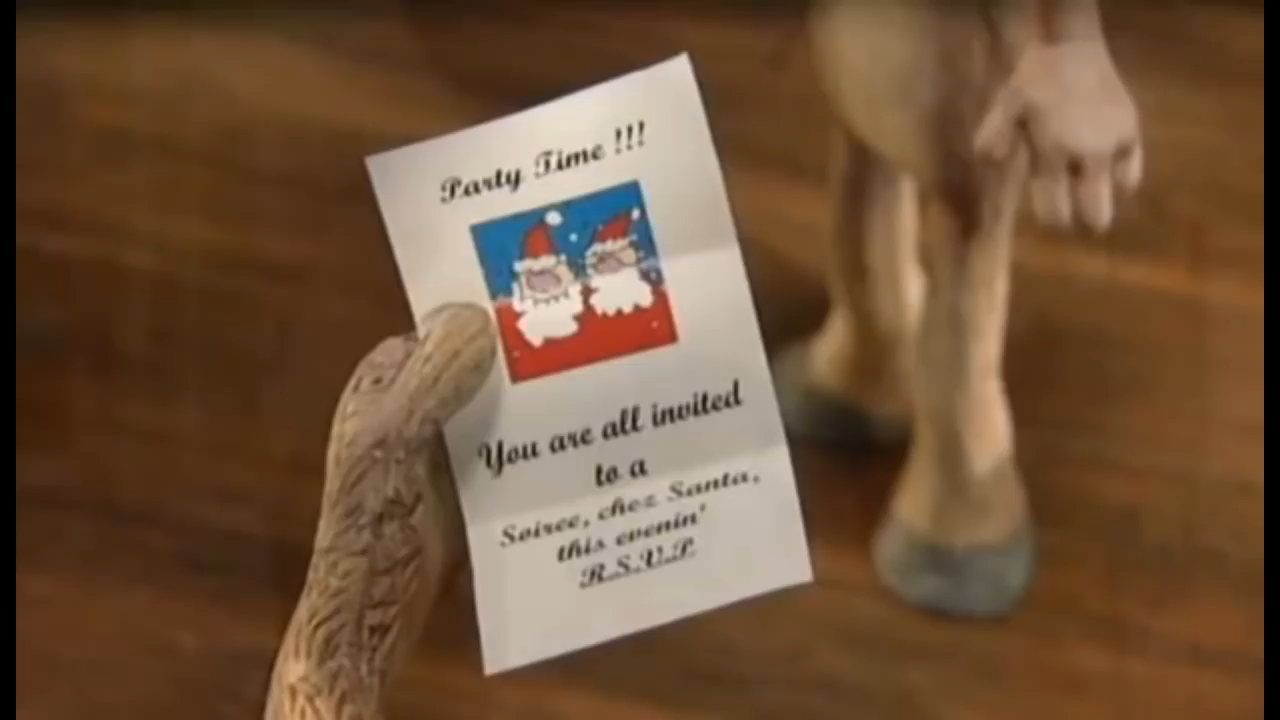 Party Time !!!
You are all invited
to a
Soiree, chez Santa,
this evenin'
R.S.V.P.